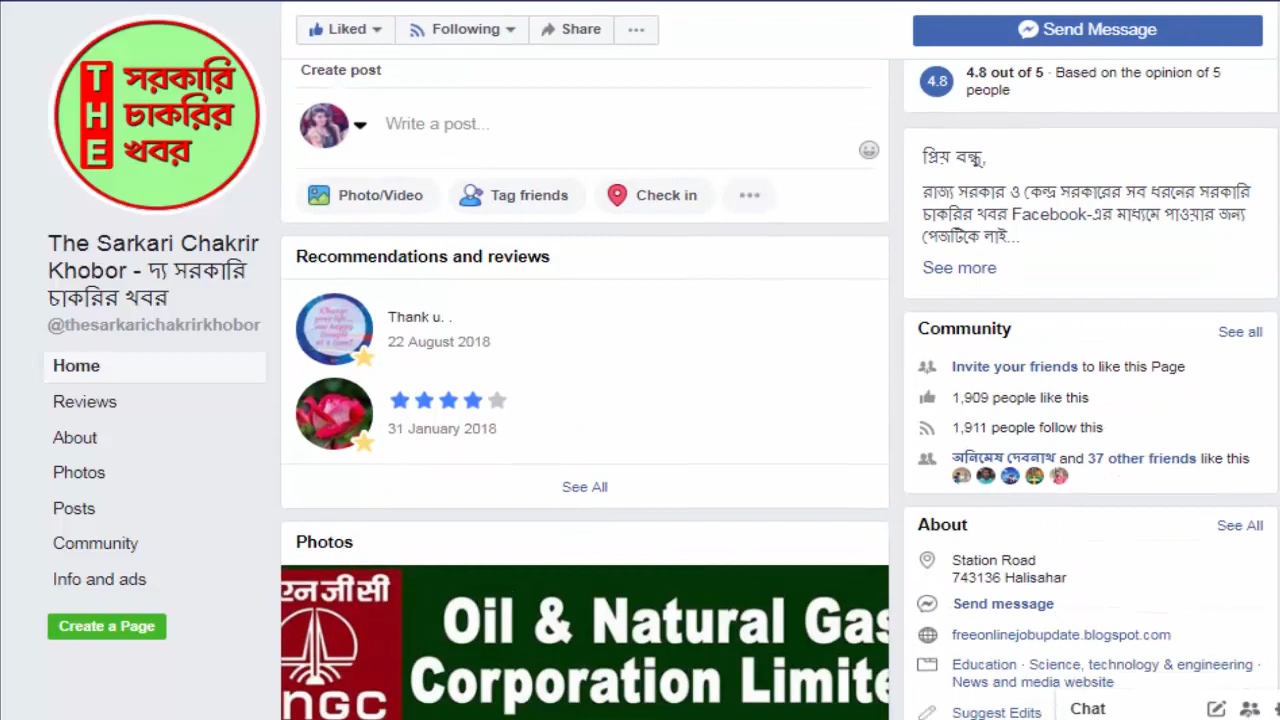 THE
সরকারি
চাকরির
খবর
The Sarkari Chakrir
Khobor - দ্য সরকারি
চাকরির খবর
@thesarkarichakrirkhobor
Home
Reviews
About
Photos
Posts
Community
Info and ads
Create a Page
Liked
Following
Share
Create post
Write a post...
Photo/Video
Tag friends
Check in
Recommendations and reviews
Thank u. .
22 August 2018
31 January 2018
See All
Photos
एनजीसी
Oil & Natural Gas
Corporation Limite
NGC
Send Message
4.8
4.8 out of 5 · Based on the opinion of 5
people
প্রিয় বন্ধু,
রাজ্য সরকার ও কেন্দ্র সরকারের সব ধরনের সরকারি
চাকরির খবর Facebook-এর মাধ্যমে পাওয়ার জন্য
পেজটিকে লাই...
See more
Community
See all
Invite your friends to like this Page
1,909 people like this
1,911 people follow this
অনিমেষ দেবনাথ and 37 other friends like this
About
See All
Station Road
743136 Halisahar
Send message
freeonlinejobupdate.blogspot.com
Education · Science, technology & engineering ·
News and media website
Suggest Edits
Chat